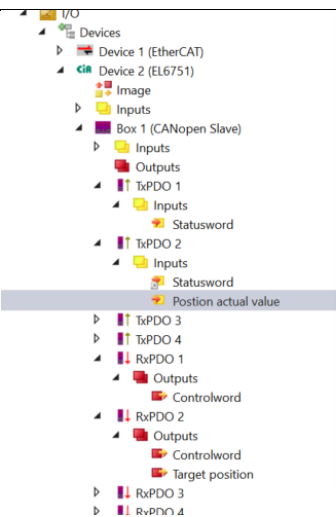 I/O
Devices
Device 1 (EtherCAT)
CiA Device 2 (EL6751)
Image
Inputs
Box 1 (CANopen Slave)
Inputs
Outputs
TxPDO 1
Inputs
Statusword
TxPDO 2
Inputs
Statusword
Postion actual value
TxPDO 3
TxPDO 4
RxPDO 1
Outputs
Controlword
RxPDO 2
Outputs
Controlword
Target position
RxPDO 3
RxPDO 4